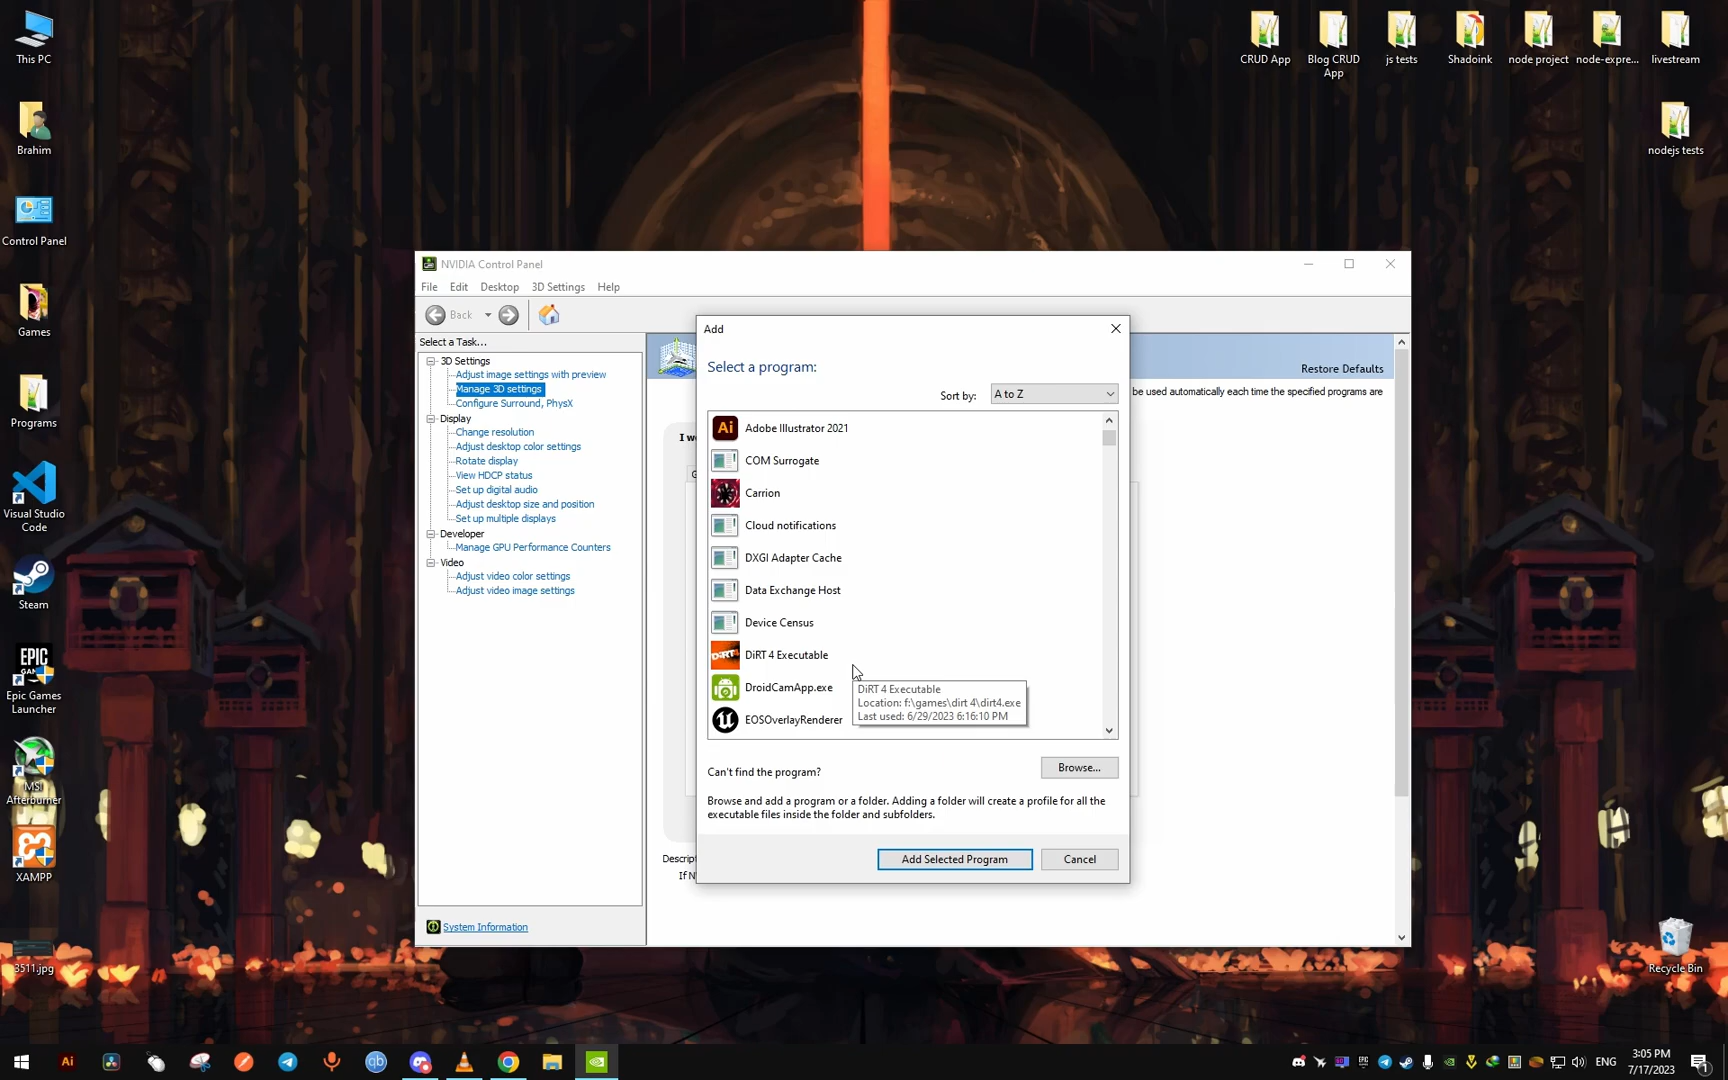 This PC
Brahim
Control Panel
Games
Programs
Visual Studio
Code
Steam
EPIC
GAMES
Epic Games
Launcher
MSI
Afterburner
XAMPP
3511.jpg
CRUD App
Blog CRUD
App
js tests
Shadoink
node project
node-expre...
livestream
nodejs tests
Recycle Bin
NVIDIA Control Panel
File
Edit
Desktop
3D Settings
Help
Back
Select a Task...
3D Settings
Adjust image settings with preview
Manage 3D settings
Configure Surround, PhysX
Display
Change resolution
Adjust desktop color settings
Rotate display
View HDCP status
Set up digital audio
Adjust desktop size and position
Set up multiple displays
Developer
Manage GPU Performance Counters
Video
Adjust video color settings
Adjust video image settings
System Information
Restore Defaults
be used automatically each time the specified programs are
I w
G
Descript
If N
Add
Select a program:
Sort by:
A to Z
Ai
Adobe Illustrator 2021
COM Surrogate
Carrion
Cloud notifications
DXGI Adapter Cache
Data Exchange Host
Device Census
DiRT 4 Executable
DroidCamApp.exe
EOSOverlayRenderer
DiRT 4 Executable
Location: f:\games\dirt 4\dirt4.exe
Last used: 6/29/2023 6:16:10 PM
Can't find the program?
Browse...
Browse and add a program or a folder. Adding a folder will create a profile for all the
executable files inside the folder and subfolders.
Add Selected Program
Cancel
Ai
qb
ENG
3:05 PM
7/17/2023
1